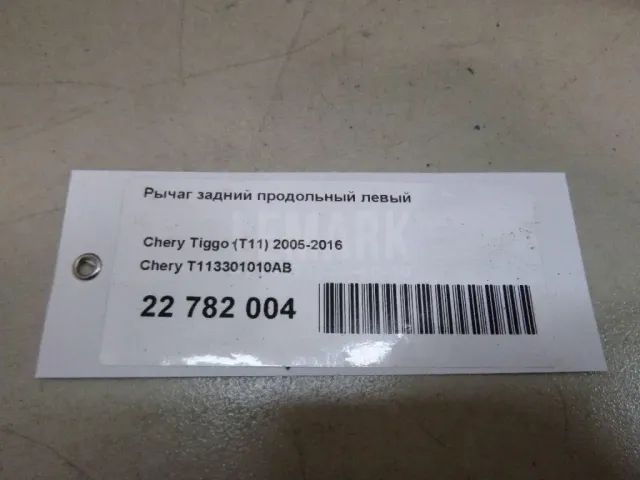 Рычаг задний продольный левый
Chery Tiggo (T11) 2005-2016
Chery T113301010AB
22 782 004